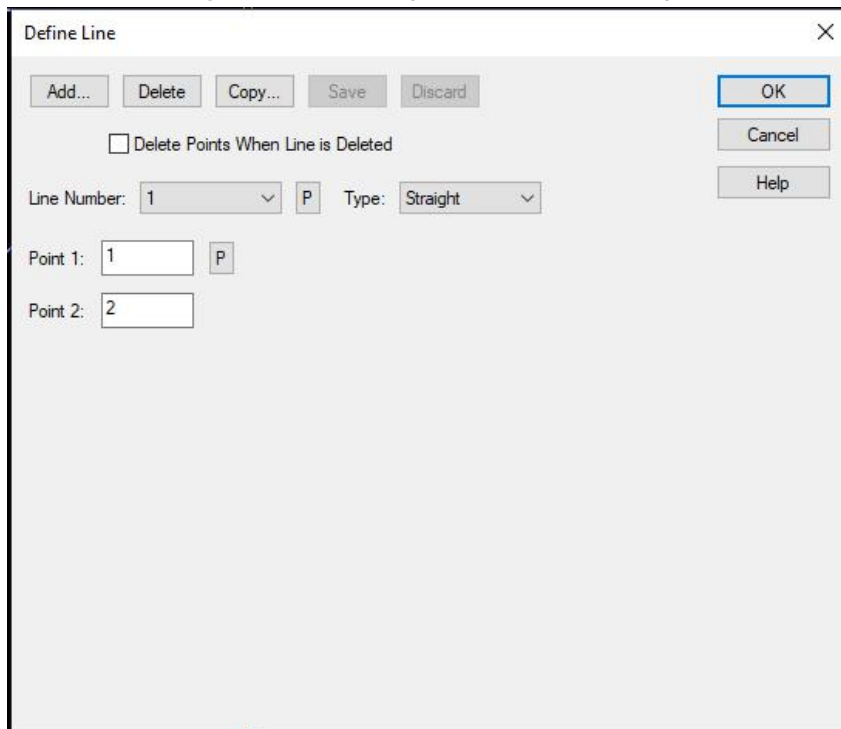 Define Line
Add... Delete Copy... Save Discard OK
Delete Points When Line is Deleted Cancel
Line Number: 1 P Type: Straight Help
Point 1: 1 P
Point 2: 2